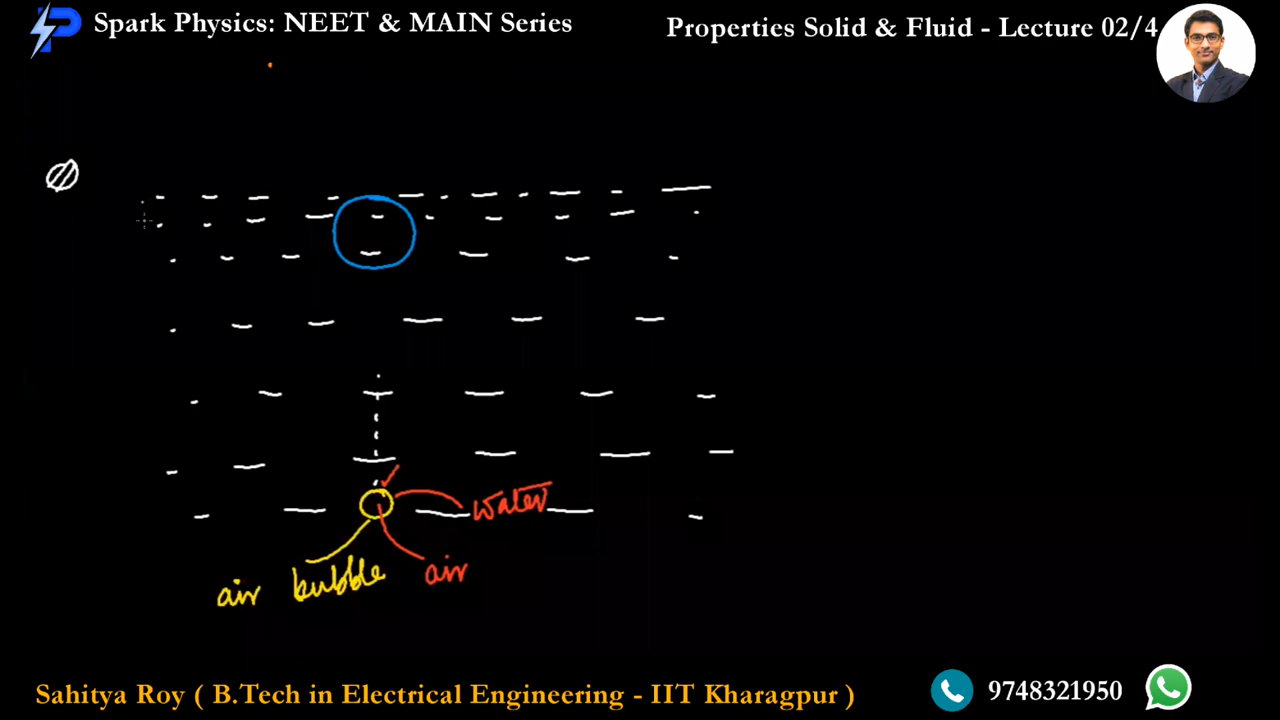 Spark Physics: NEET & MAIN Series
Properties Solid & Fluid - Lecture 02/4
water
air
air bubble
Sahitya Roy ( B.Tech in Electrical Engineering - IIT Kharagpur )
9748321950